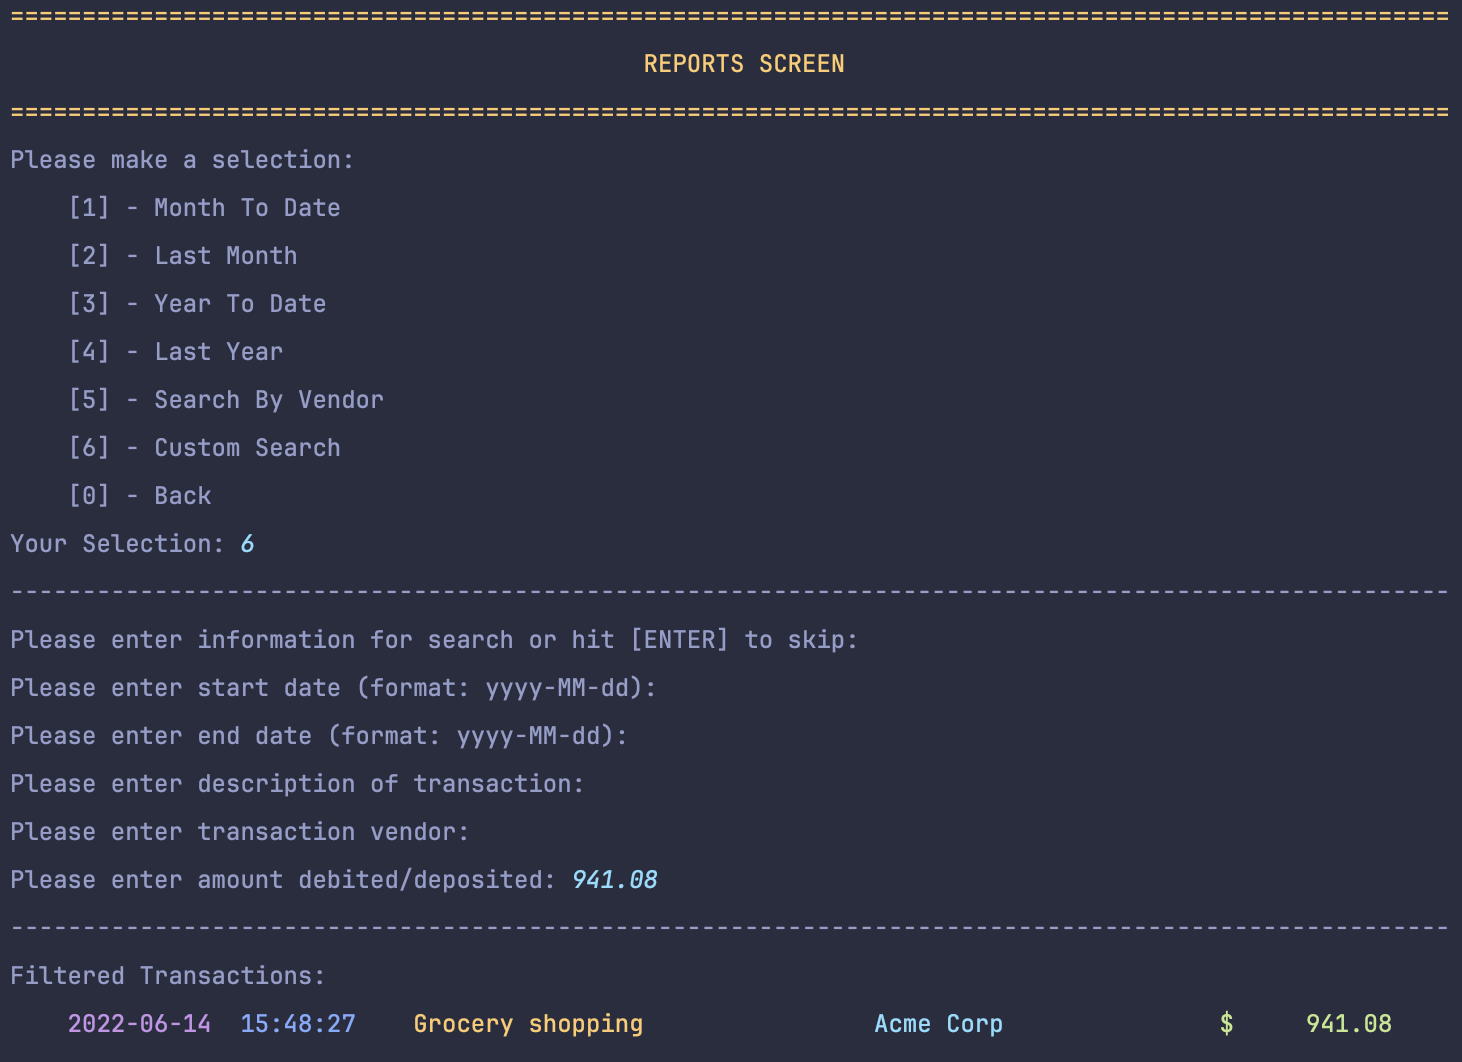 ====================================================================================================
REPORTS SCREEN
====================================================================================================
Please make a selection:
[1] - Month To Date
[2] - Last Month
[3] - Year To Date
[4] - Last Year
[5] - Search By Vendor
[6] - Custom Search
[0] - Back
Your Selection: 6
----------------------------------------------------------------------------------------------------
Please enter information for search or hit [ENTER] to skip:
Please enter start date (format: yyyy-MM-dd):
Please enter end date (format: yyyy-MM-dd):
Please enter description of transaction:
Please enter transaction vendor:
Please enter amount debited/deposited: 941.08
----------------------------------------------------------------------------------------------------
Filtered Transactions:
2022-06-14  15:48:27    Grocery shopping                Acme Corp               $     941.08